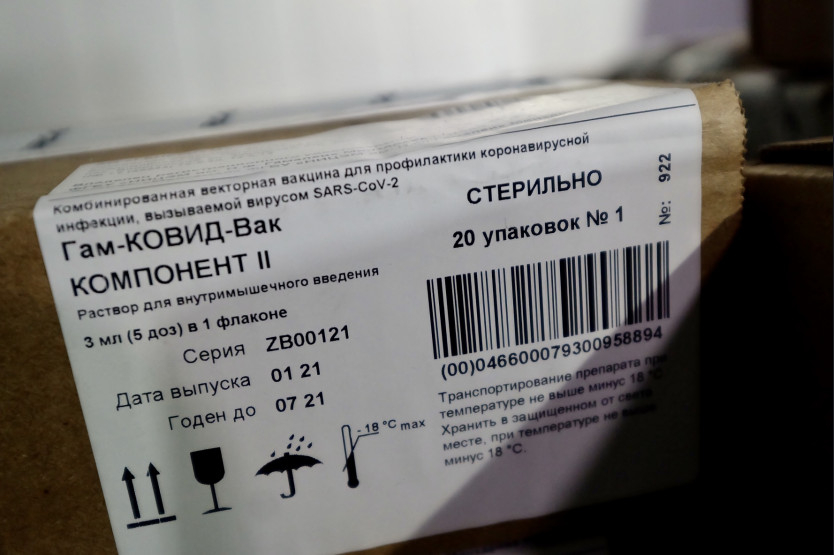 Комбинированная векторная вакцина для профилактики коронавирусной
инфекции, вызываемой вирусом SARS-CoV-2
Гам-КОВИД-Вак
КОМПОНЕНТ II
Раствор для внутримышечного введения
3 мл (5 доз) в 1 флаконе
Серия ZB00121
Дата выпуска 01 21
Годен до 07 21
- 18 °C max
СТЕРИЛЬНО
20 упаковок № 1
№: 922
(00)046600079300958894
Транспортирование препарата при
температуре не выше минус 18 °C.
Хранить в защищенном от света
месте, при температуре не выше
минус 18 °C.